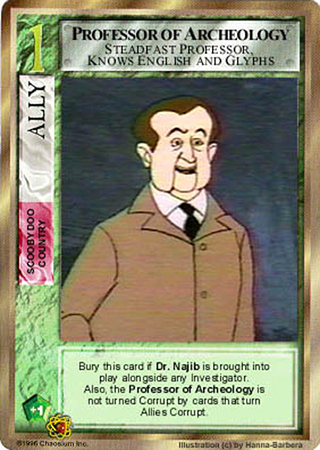 1
PROFESSOR OF ARCHEOLOGY
STEADFAST PROFESSOR,
KNOWS ENGLISH AND GLYPHS
ALLY
SCOOBYDOO
COUNTRY
Bury this card if Dr. Najib is brought into
play alongside any Investigator.
Also, the Professor of Archeology is
not turned Corrupt by cards that turn
Allies Corrupt.
+1
©1996 Chaosium Inc.
Illustration (c) by Hanna-Barbera